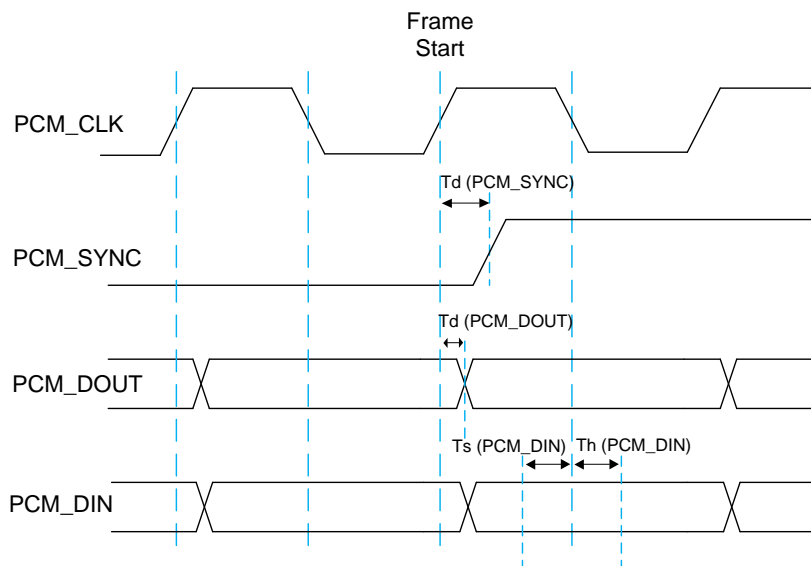 Frame
Start
PCM_CLK
Td (PCM_SYNC)
PCM_SYNC
Td (PCM_DOUT)
PCM_DOUT
Ts (PCM_DIN) Th (PCM_DIN)
PCM_DIN